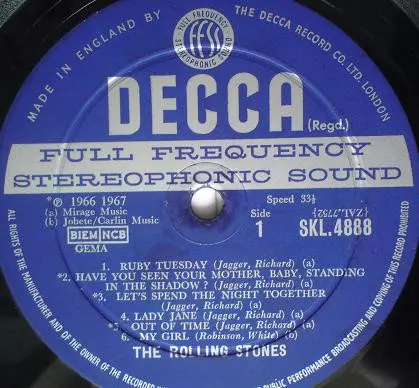 MADE IN ENGLAND BY THE DECCA RECORD CO. LTD. LONDON
FULL FREQUENCY
ffss
STEREOPHONIC SOUND
DECCA
(Regd.)
FULL FREQUENCY
STEREOPHONIC SOUND
*℗ 1966 1967
(a) Mirage Music
(b) Jobete/Carlin Music
BIEM NCB
GEMA
Speed 33⅓
Side
1
{ZAL.7752}
SKL.4888
1. RUBY TUESDAY (Jagger, Richard) (a)
*2. HAVE YOU SEEN YOUR MOTHER, BABY, STANDING
IN THE SHADOW? (Jagger, Richard) (a)
*3. LET'S SPEND THE NIGHT TOGETHER
(Jagger, Richard) (a)
4. LADY JANE (Jagger, Richard) (a)
*5. OUT OF TIME (Jagger, Richard) (a)
6. MY GIRL (Robinson, White) (b)
THE ROLLING STONES
ALL RIGHTS OF THE MANUFACTURER AND OF THE OWNER OF THE RECORDED
PUBLIC PERFORMANCE BROADCASTING AND COPYING OF THIS RECORD PROHIBITED